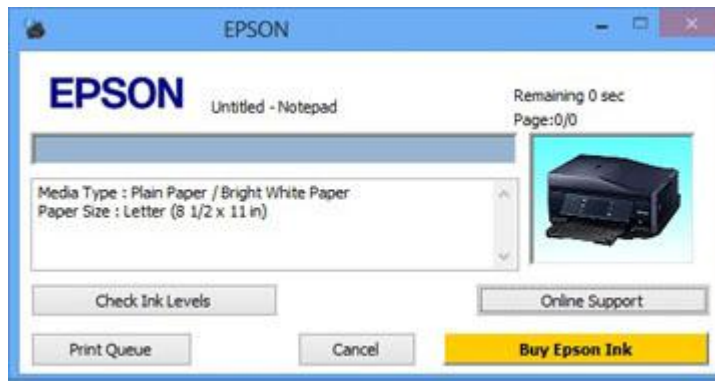 EPSON
EPSON
Untitled - Notepad
Remaining 0 sec
Page:0/0
Media Type : Plain Paper / Bright White Paper
Paper Size : Letter (8 1/2 x 11 in)
Check Ink Levels
Online Support
Print Queue
Cancel
Buy Epson Ink